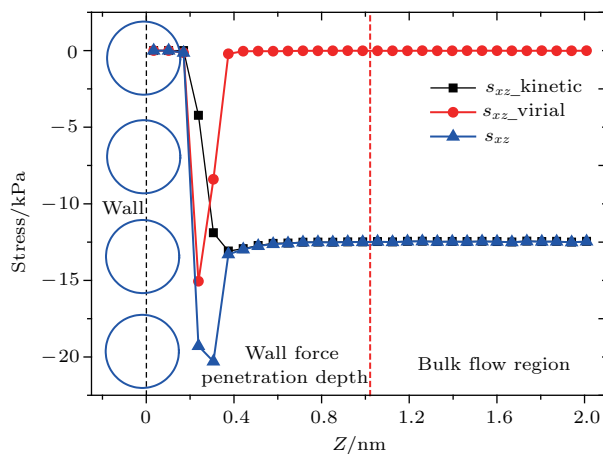 0
−5
−10
−15
−20
Stress/kPa
s_xz_kinetic
s_xz_virial
s_xz
Wall
Wall force
penetration depth
Bulk flow region
0
0.4
0.8
1.2
1.6
2.0
Z/nm